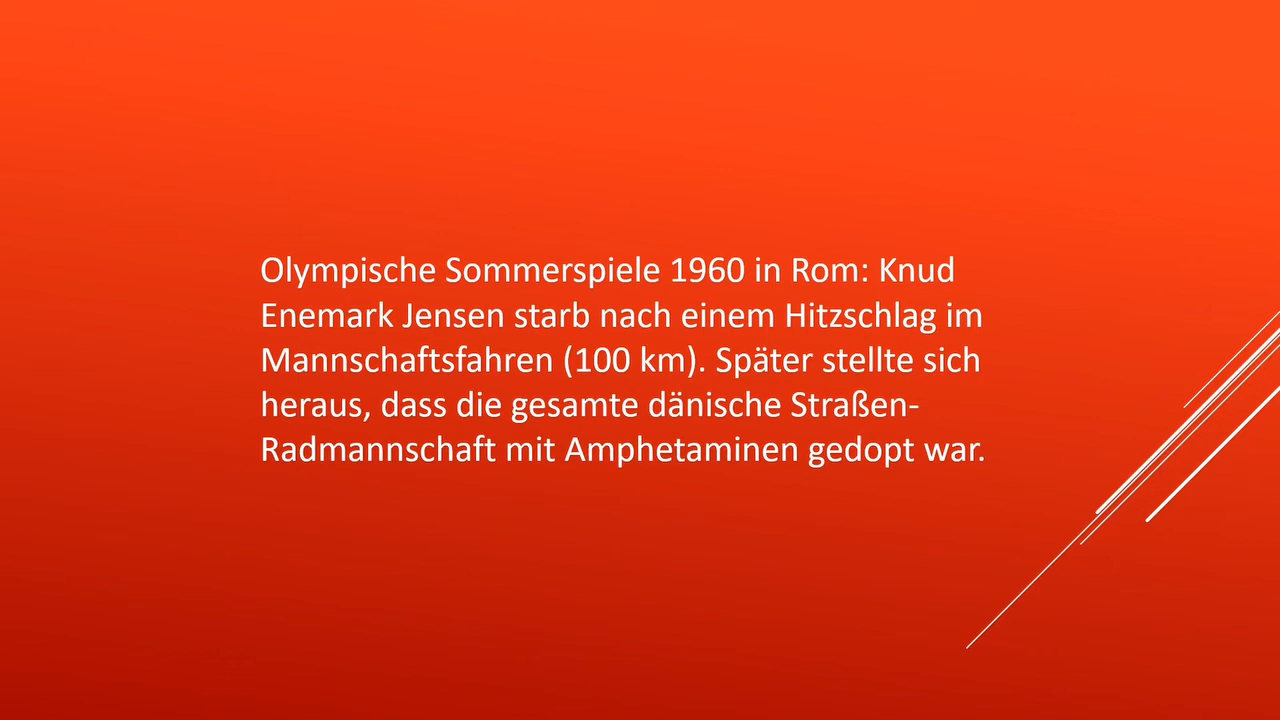 Olympische Sommerspiele 1960 in Rom: Knud
Enemark Jensen starb nach einem Hitzschlag im
Mannschaftsfahren (100 km). Später stellte sich
heraus, dass die gesamte dänische Straßen-
Radmannschaft mit Amphetaminen gedopt war.